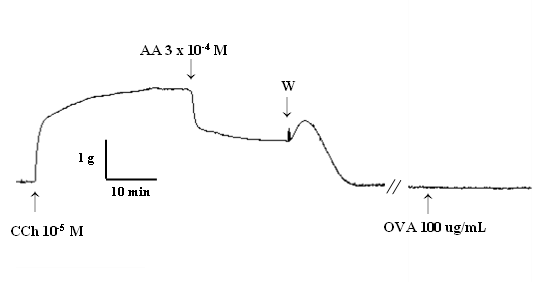 AA 3 x 10⁻⁴ M
W
1 g
10 min
CCh 10⁻⁵ M
OVA 100 ug/mL